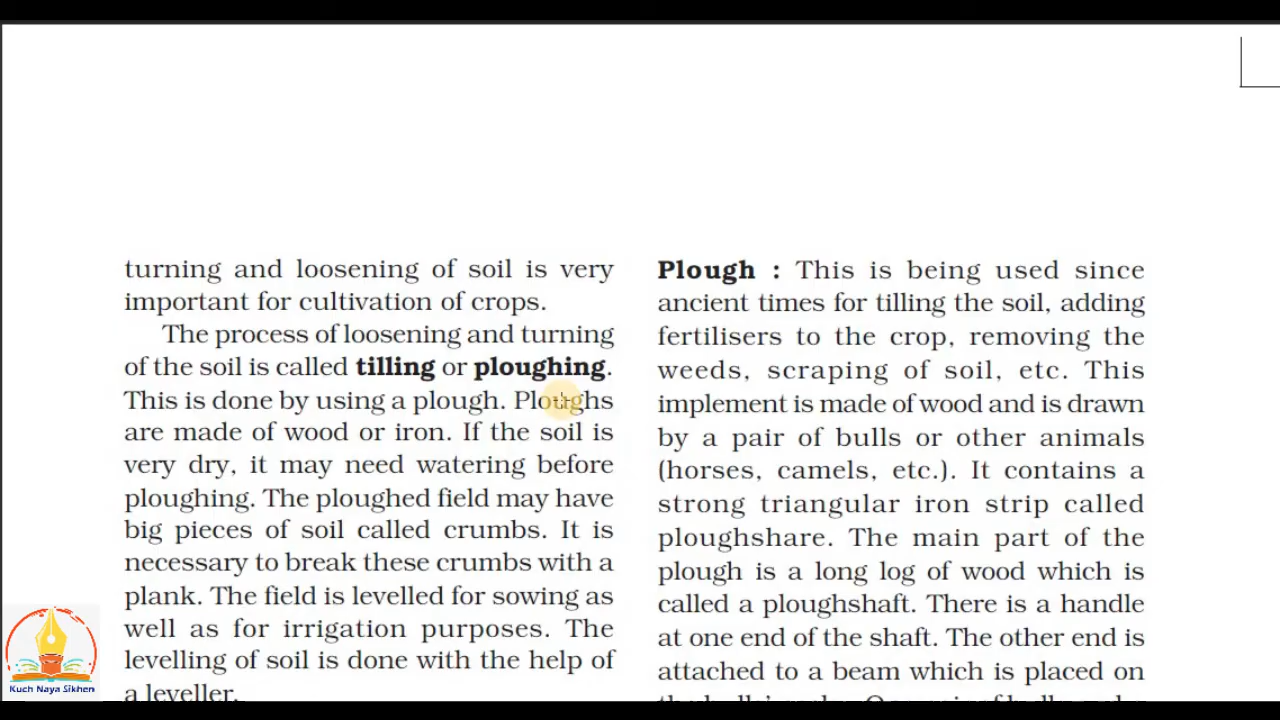 turning and loosening of soil is very
important for cultivation of crops.
The process of loosening and turning
of the soil is called tilling or ploughing.
This is done by using a plough. Ploughs
are made of wood or iron. If the soil is
very dry, it may need watering before
ploughing. The ploughed field may have
big pieces of soil called crumbs. It is
necessary to break these crumbs with a
plank. The field is levelled for sowing as
well as for irrigation purposes. The
levelling of soil is done with the help of
a leveller.
Plough : This is being used since
ancient times for tilling the soil, adding
fertilisers to the crop, removing the
weeds, scraping of soil, etc. This
implement is made of wood and is drawn
by a pair of bulls or other animals
(horses, camels, etc.). It contains a
strong triangular iron strip called
ploughshare. The main part of the
plough is a long log of wood which is
called a ploughshaft. There is a handle
at one end of the shaft. The other end is
attached to a beam which is placed on
Kuch Naya Sikhen